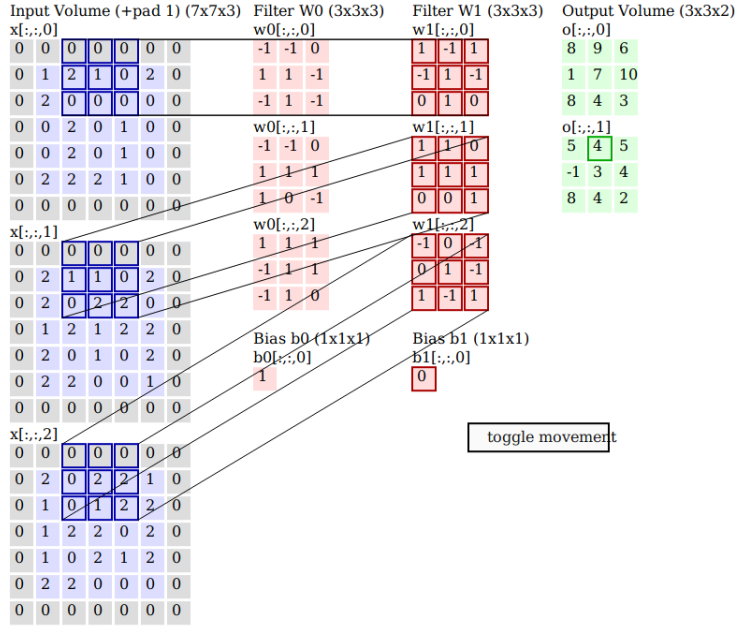 Input Volume (+pad 1) (7x7x3) Filter W0 (3x3x3) Filter W1 (3x3x3) Output Volume (3x3x2)
x[:,:,0] w0[:,:,0] w1[:,:,0] o[:,:,0]
0 0 0 0 0 0 0 -1 -1 0 1 -1 1 8 9 6
0 1 2 1 0 2 0 1 1 -1 -1 1 -1 1 7 10
0 2 0 0 0 0 0 -1 1 -1 0 1 0 8 4 3
0 0 2 0 1 0 0 w0[:,:,1] w1[:,:,1] o[:,:,1]
0 0 2 0 1 0 0 -1 -1 0 1 1 0 5 4 5
0 2 2 2 1 0 0 1 1 1 1 1 1 -1 3 4
0 0 0 0 0 0 0 1 0 -1 0 0 1 8 4 2
x[:,:,1] w0[:,:,2] w1[:,:,2]
0 0 0 0 0 0 0 1 1 1 -1 0 -1
0 2 1 1 0 2 0 -1 1 1 0 1 -1
0 2 0 2 2 0 0 -1 1 0 1 -1 1
0 1 2 1 2 2 0 Bias b0 (1x1x1) Bias b1 (1x1x1)
0 2 0 1 0 2 0 b0[:,:,0] b1[:,:,0]
0 2 2 0 0 1 0 1 0
0 0 0 0 0 0 0
x[:,:,2] toggle movement
0 0 0 0 0 0 0
0 2 0 2 2 1 0
0 1 0 1 2 2 0
0 1 2 2 0 2 0
0 1 0 2 1 2 0
0 2 2 0 0 0 0
0 0 0 0 0 0 0